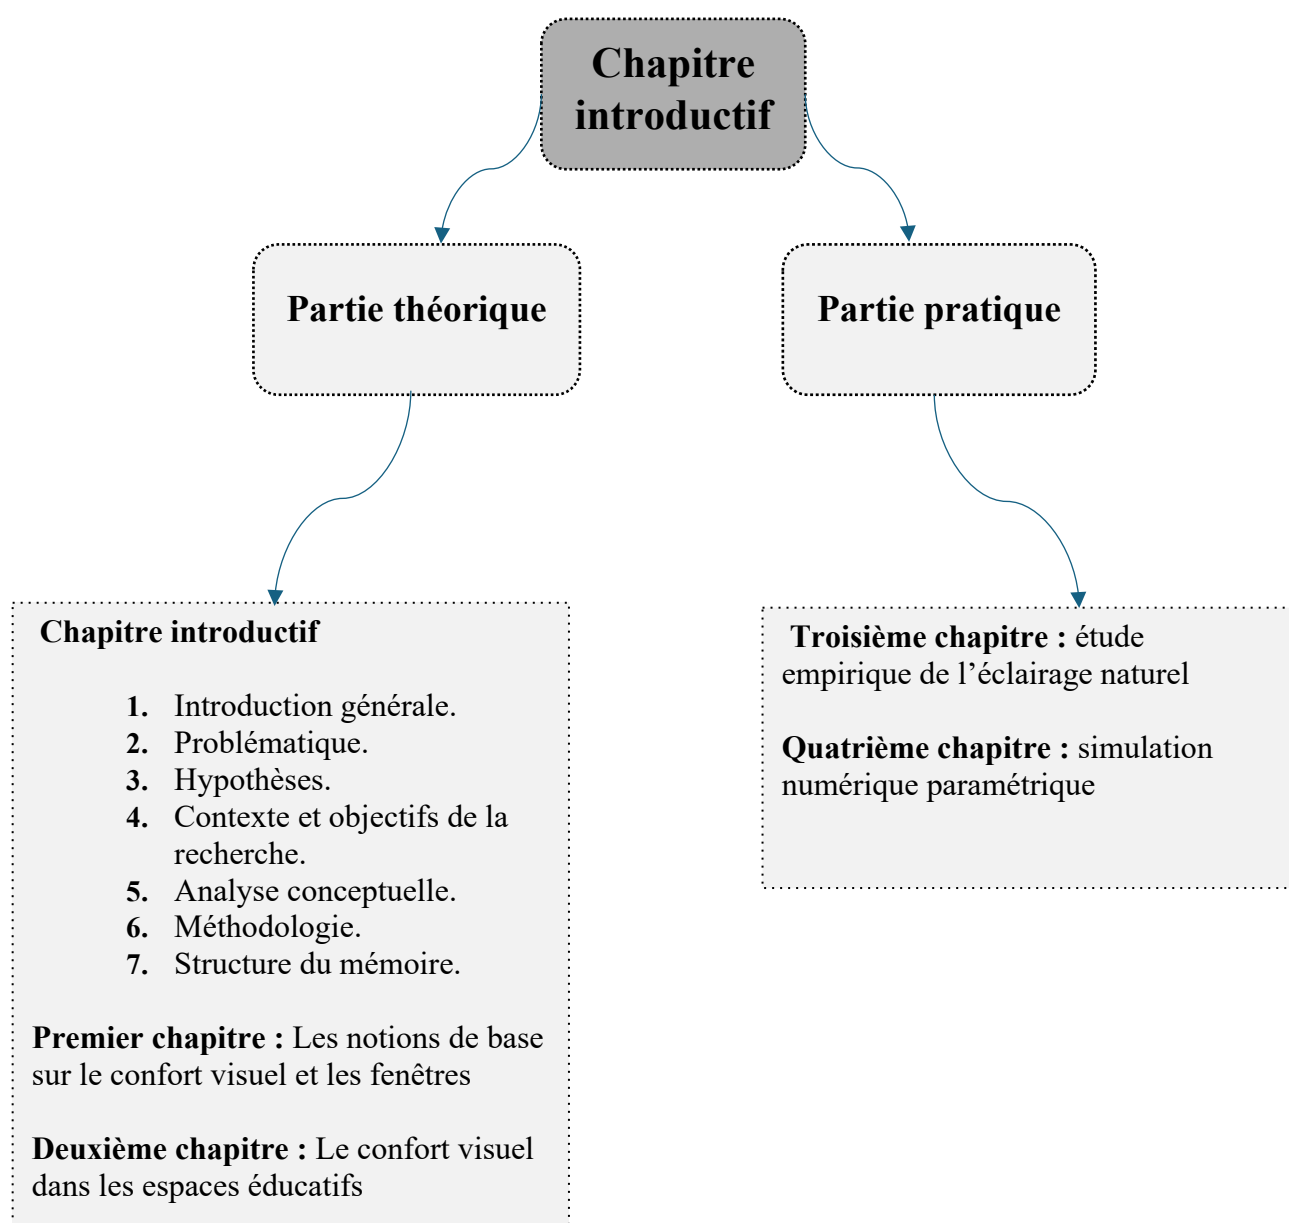 Chapitre
introductif
Partie théorique
Partie pratique
Chapitre introductif
1. Introduction générale.
2. Problématique.
3. Hypothèses.
4. Contexte et objectifs de la
recherche.
5. Analyse conceptuelle.
6. Méthodologie.
7. Structure du mémoire.
Premier chapitre : Les notions de base
sur le confort visuel et les fenêtres
Deuxième chapitre : Le confort visuel
dans les espaces éducatifs
Troisième chapitre : étude
empirique de l’éclairage naturel
Quatrième chapitre : simulation
numérique paramétrique